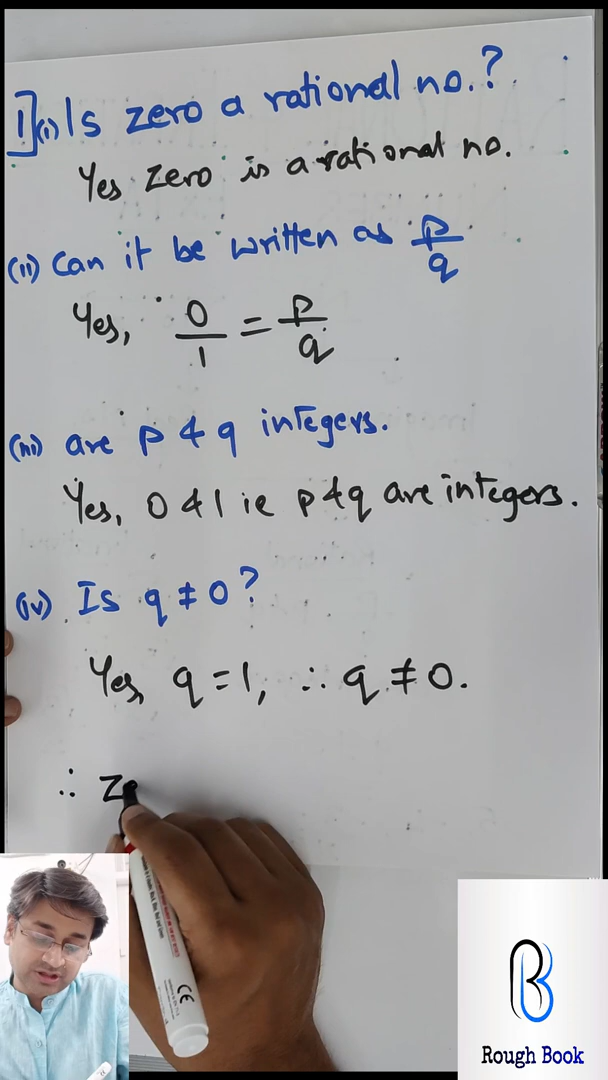 1](i) Is zero a rational no.?
Yes zero is a rational no.
(ii) Can it be written as p/q
Yes, 0/1 = p/q
(iii) are p & q integers.
Yes, 0 & 1 ie p & q are integers.
(iv) Is q ≠ 0?
Yes, q = 1, ∴ q ≠ 0.
∴ Ze
CE
B
Rough Book